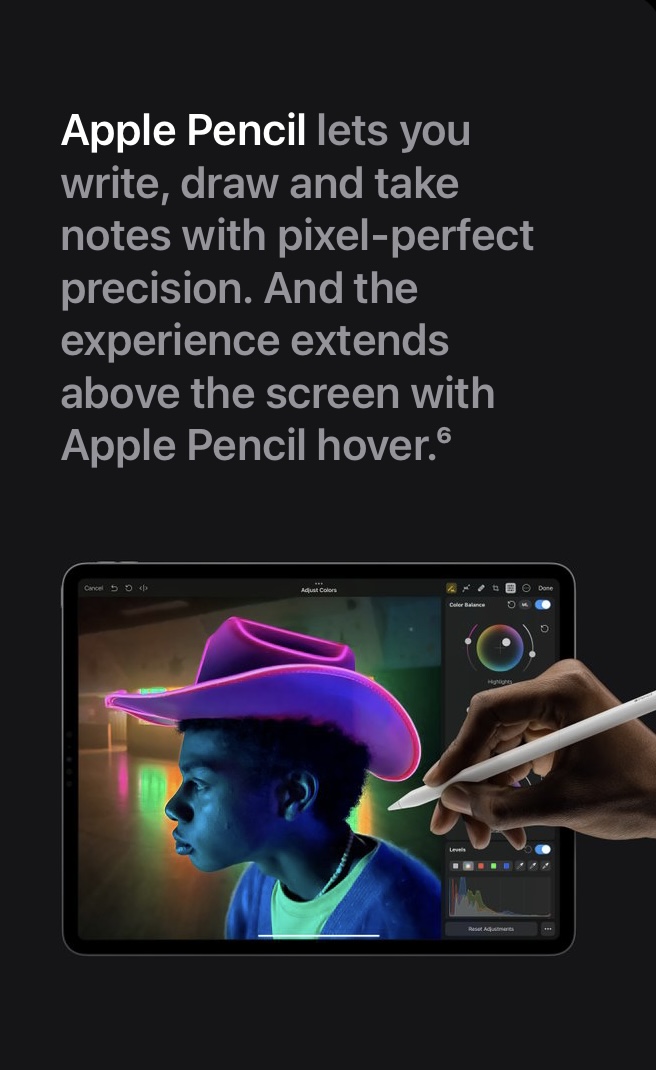 Apple Pencil lets you
write, draw and take
notes with pixel-perfect
precision. And the
experience extends
above the screen with
Apple Pencil hover.⁶
Cancel
Adjust Colors
Done
Color Balance
ML
Highlights
Levels
Reset Adjustments